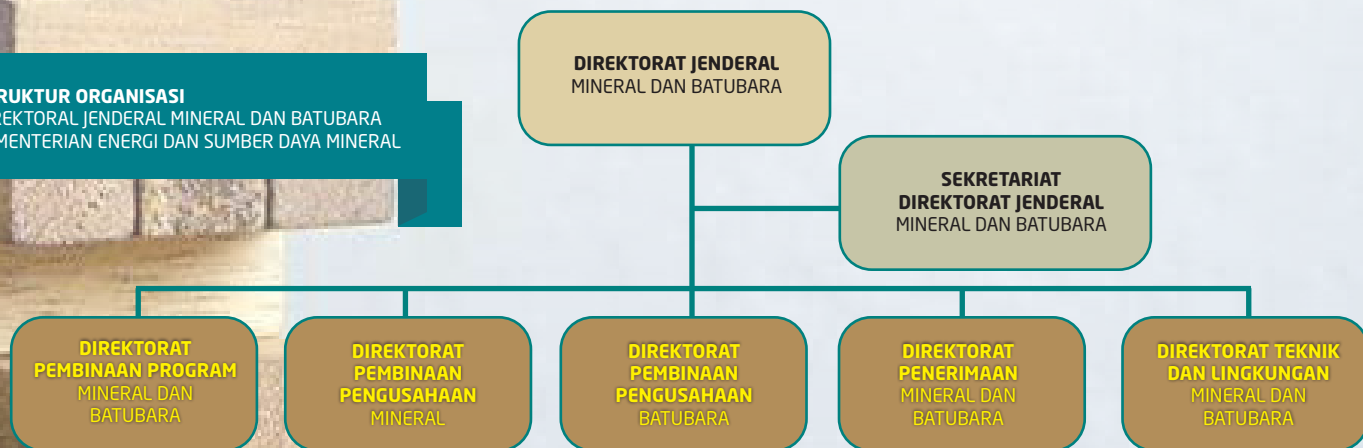 RUKTUR ORGANISASI
REKTORAL JENDERAL MINERAL DAN BATUBARA
MENTERIAN ENERGI DAN SUMBER DAYA MINERAL
DIREKTORAT JENDERAL
MINERAL DAN BATUBARA
SEKRETARIAT
DIREKTORAT JENDERAL
MINERAL DAN BATUBARA
DIREKTORAT
PEMBINAAN PROGRAM
MINERAL DAN
BATUBARA
DIREKTORAT
PEMBINAAN
PENGUSAHAAN
MINERAL
DIREKTORAT
PEMBINAAN
PENGUSAHAAN
BATUBARA
DIREKTORAT
PENERIMAAN
MINERAL DAN
BATUBARA
DIREKTORAT TEKNIK
DAN LINGKUNGAN
MINERAL DAN
BATUBARA